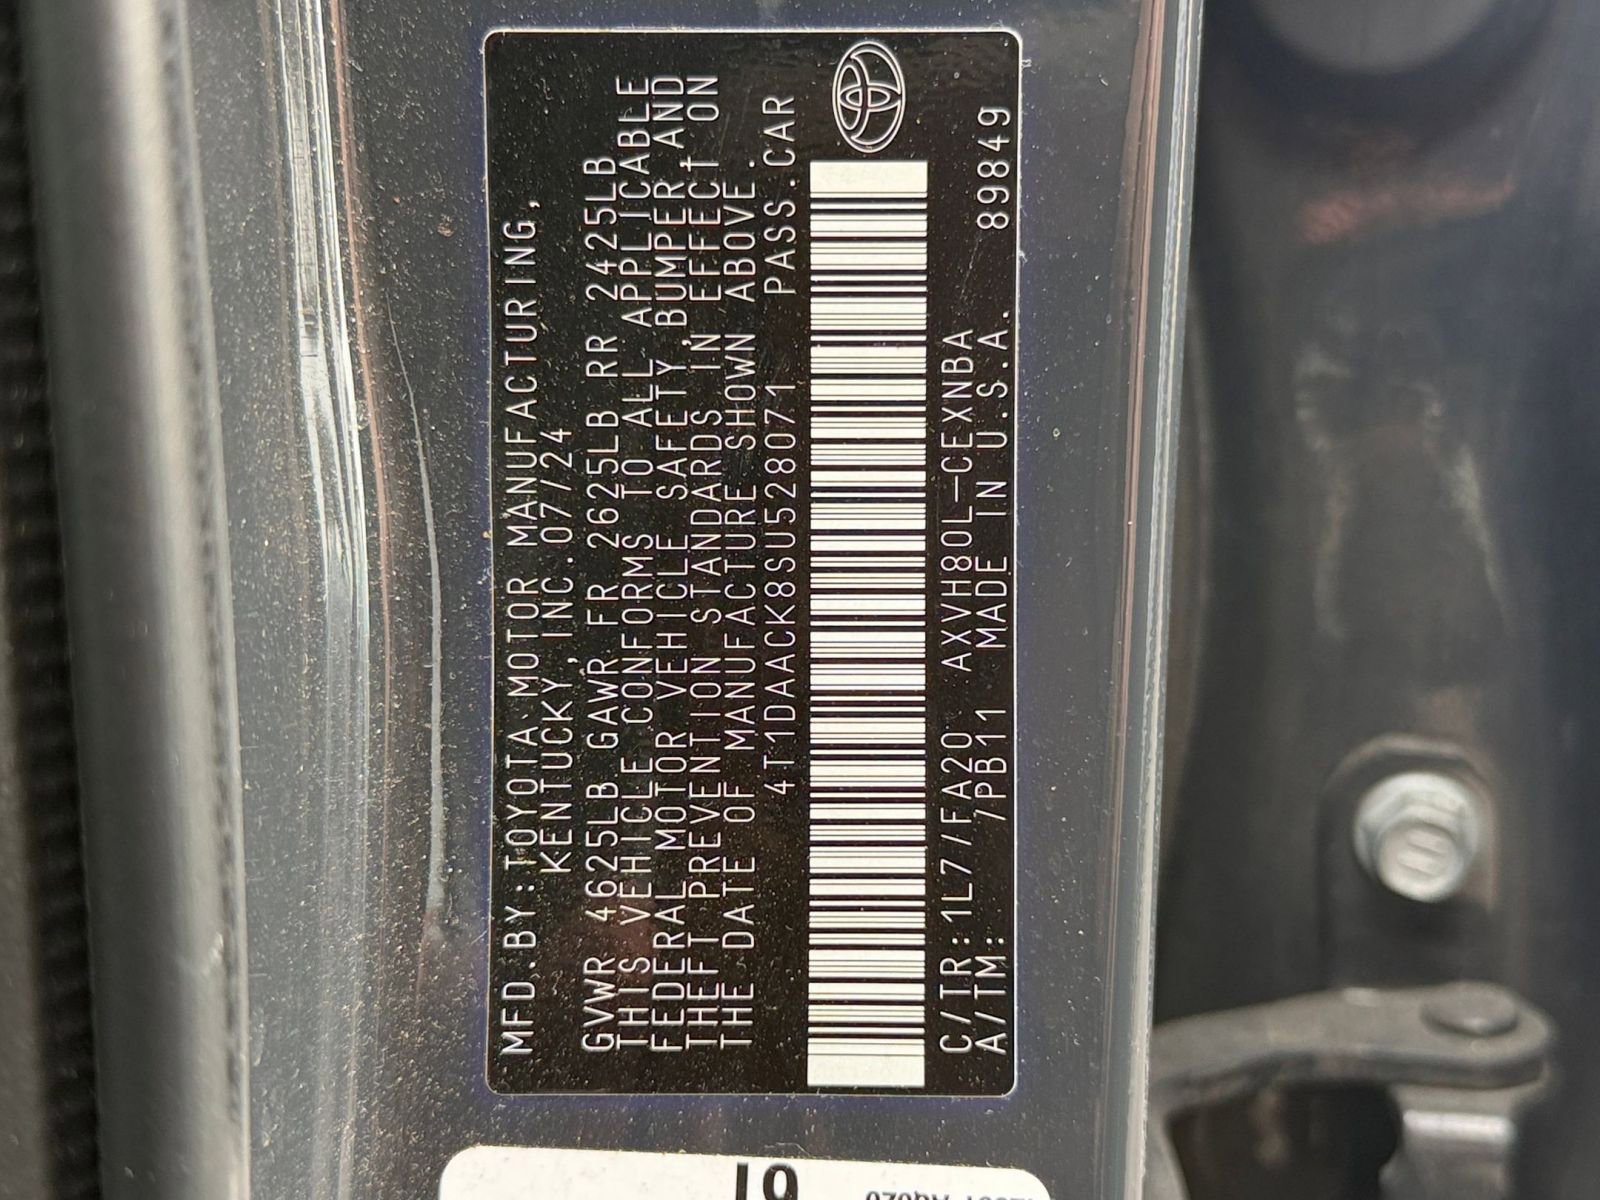 MFD.BY:TOYOTA MOTOR MANUFACTURING,
KENTUCKY,INC.07/24
GVWR 4625LB GAWR FR 2625LB RR 2425LB
THIS VEHICLE CONFORMS TO ALL APPLICABLE
FEDERAL MOTOR VEHICLE SAFETY,BUMPER,AND
THEFT PREVENTION STANDARDS IN EFFECT ON
THE DATE OF MANUFACTURE SHOWN ABOVE.
4T1DAACK8SU528071 PASS.CAR
C/TR:1L7/FA20 AXVH80L-CEXNBA
A/TM: /PB11 MADE IN U.S.A. 89849